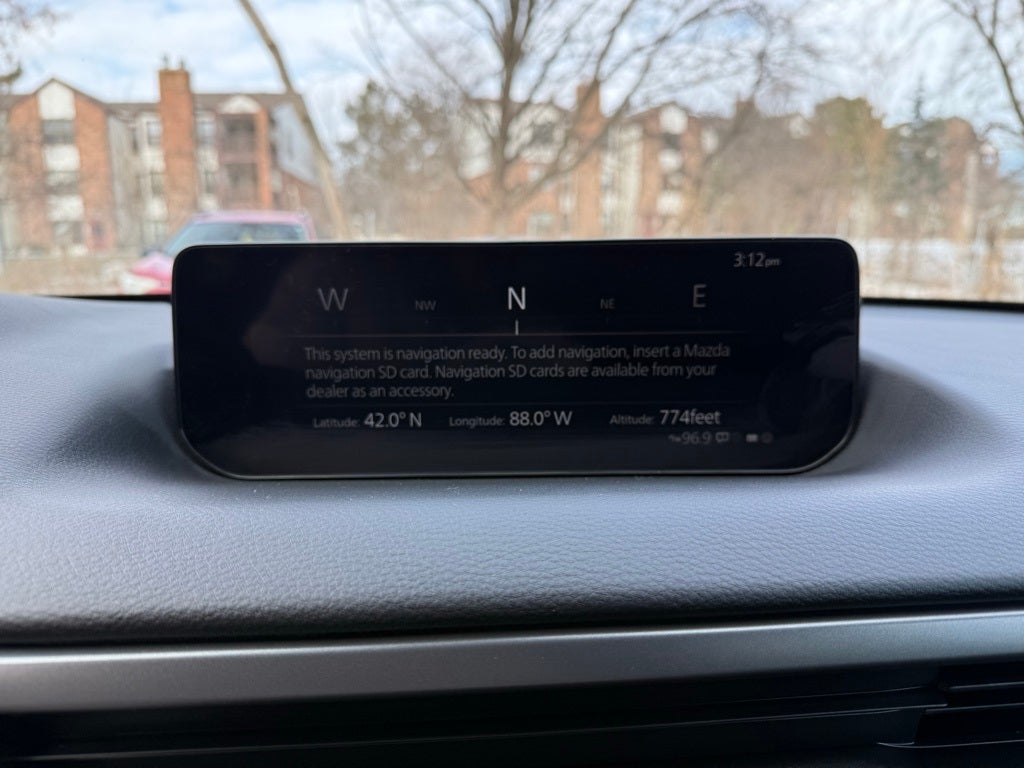 3:12pm
W NW N NE E
This system is navigation ready. To add navigation, insert a Mazda
navigation SD card. Navigation SD cards are available from your
dealer as an accessory.
Latitude: 42.0° N Longitude: 88.0° W Altitude: 774feet
96.9